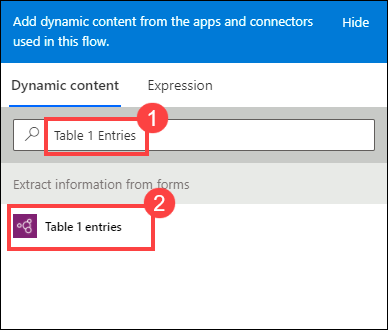 Add dynamic content from the apps and connectors Hide
used in this flow.
Dynamic content Expression
1
Table 1 Entries
Extract information from forms
2
Table 1 entries